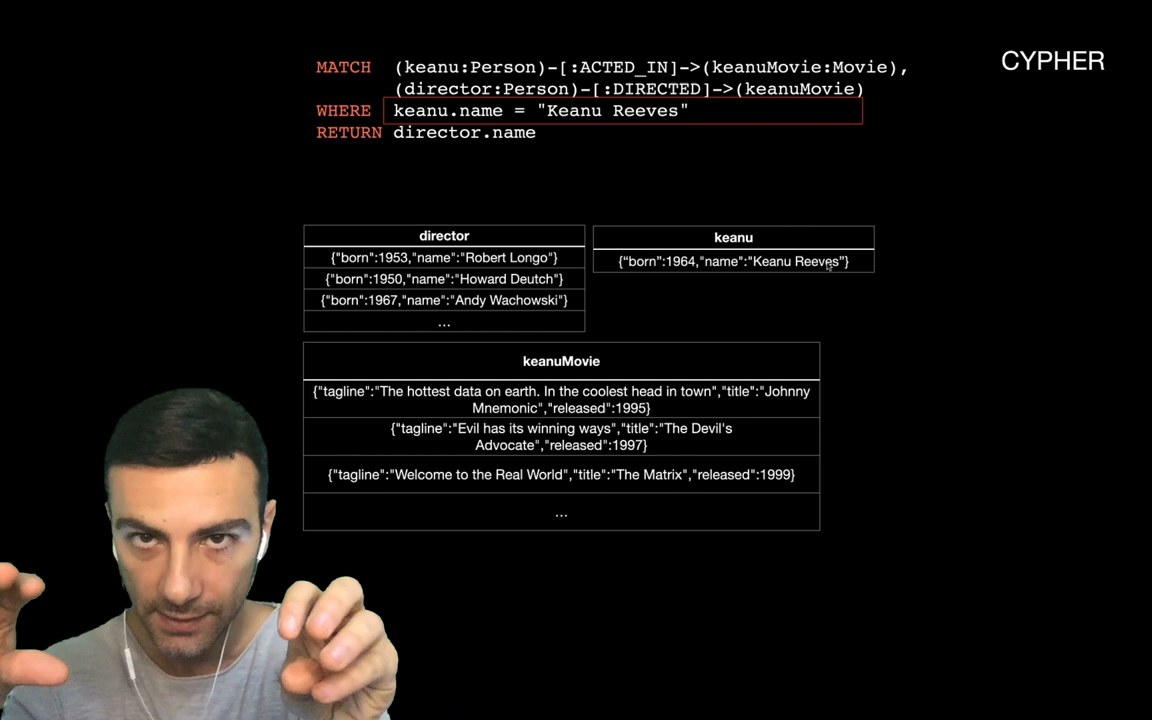 CYPHER
MATCH (keanu:Person)-[:ACTED_IN]->(keanuMovie:Movie),
(director:Person)-[:DIRECTED]->(keanuMovie)
WHERE keanu.name = "Keanu Reeves"
RETURN director.name
director
{"born":1953,"name":"Robert Longo"}
{"born":1950,"name":"Howard Deutch"}
{"born":1967,"name":"Andy Wachowski"}
...
keanu
{“born”:1964,"name":"Keanu Reeves”}
keanuMovie
{"tagline":"The hottest data on earth. In the coolest head in town","title":"Johnny
Mnemonic","released":1995}
{"tagline":"Evil has its winning ways","title":"The Devil's
Advocate","released":1997}
{"tagline":"Welcome to the Real World","title":"The Matrix","released":1999}
...